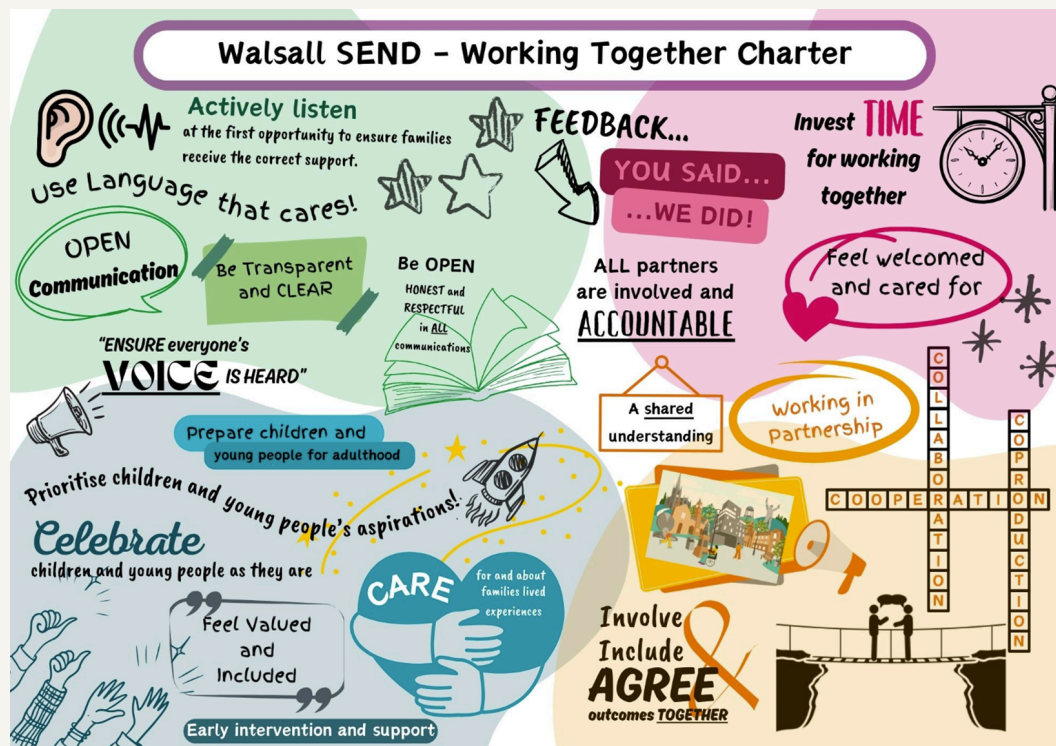 Walsall SEND - Working Together Charter
Actively listen
at the first opportunity to ensure families
receive the correct support.
Use Language that cares!
OPEN
Communication
Be Transparent
and CLEAR
Be OPEN
HONEST and
RESPECTFUL
in ALL
communications
"ENSURE everyone's
VOICE IS HEARD"
FEEDBACK...
YOU SAID...
...WE DID!
Invest TIME
for working
together
ALL partners
are involved and
ACCOUNTABLE
Feel welcomed
and cared for
A shared
understanding
Working in
Partnership
COLLABORATION
COOPERATION
COPRODUCTION
Prepare children and
young people for adulthood
Prioritise children and young people's aspirations!
Celebrate
children and young people as they are
Feel Valued
and
Included
CARE
for and about
families lived
experiences
Early intervention and support
Involve
Include
&
AGREE
outcomes TOGETHER